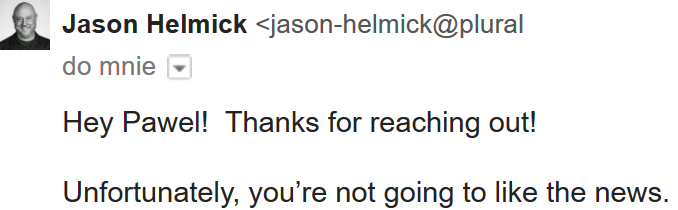 Jason Helmick <jason-helmick@plural
do mnie
Hey Pawel!  Thanks for reaching out!
Unfortunately, you’re not going to like the news.